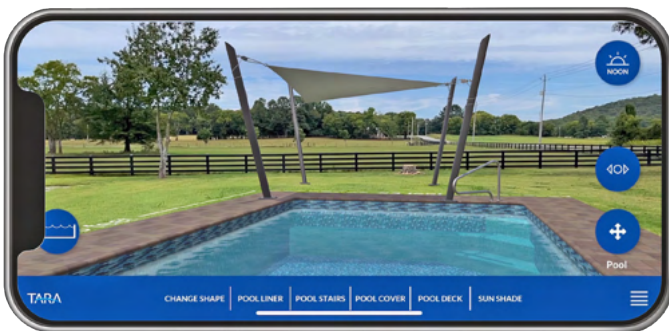 NOON
Pool
TARA
CHANGE SHAPE | POOL LINER | POOL STAIRS | POOL COVER | POOL DECK | SUN SHADE